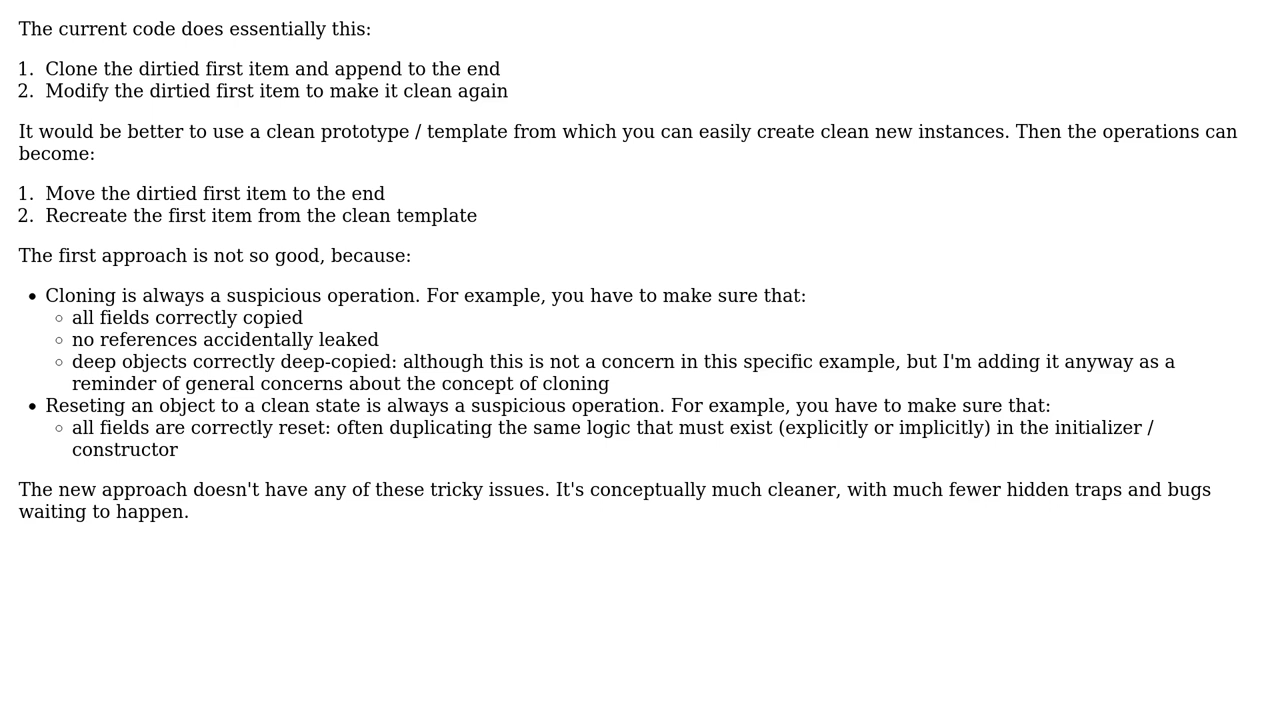 The current code does essentially this:
1. Clone the dirtied first item and append to the end
2. Modify the dirtied first item to make it clean again
It would be better to use a clean prototype / template from which you can easily create clean new instances. Then the operations can
become:
1. Move the dirtied first item to the end
2. Recreate the first item from the clean template
The first approach is not so good, because:
• Cloning is always a suspicious operation. For example, you have to make sure that:
◦ all fields correctly copied
◦ no references accidentally leaked
◦ deep objects correctly deep-copied: although this is not a concern in this specific example, but I'm adding it anyway as a
reminder of general concerns about the concept of cloning
• Reseting an object to a clean state is always a suspicious operation. For example, you have to make sure that:
◦ all fields are correctly reset: often duplicating the same logic that must exist (explicitly or implicitly) in the initializer /
constructor
The new approach doesn't have any of these tricky issues. It's conceptually much cleaner, with much fewer hidden traps and bugs
waiting to happen.